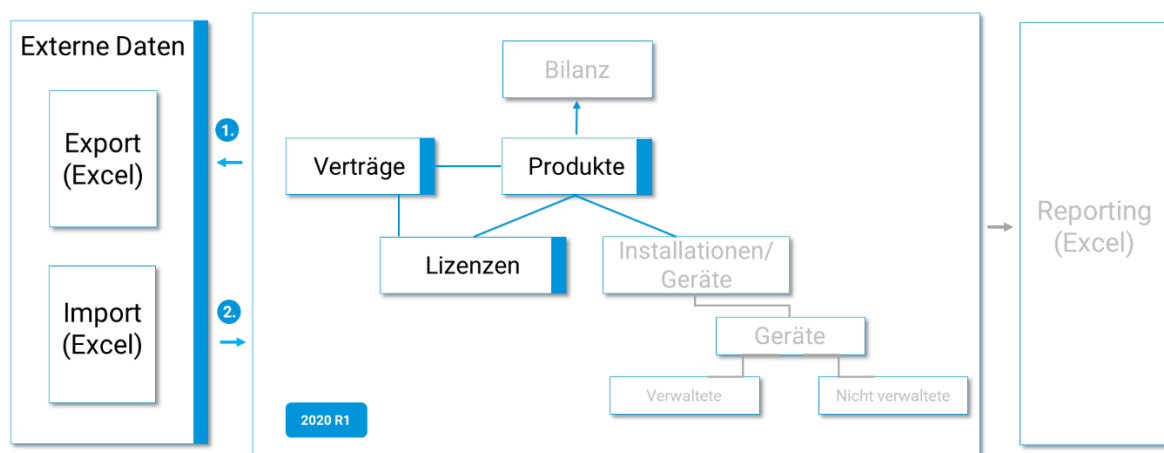 Externe Daten
Export
(Excel)
Import
(Excel)
1.
2.
Bilanz
Verträge
Produkte
Lizenzen
Installationen/
Geräte
Geräte
Verwaltete
Nicht verwaltete
2020 R1
Reporting
(Excel)